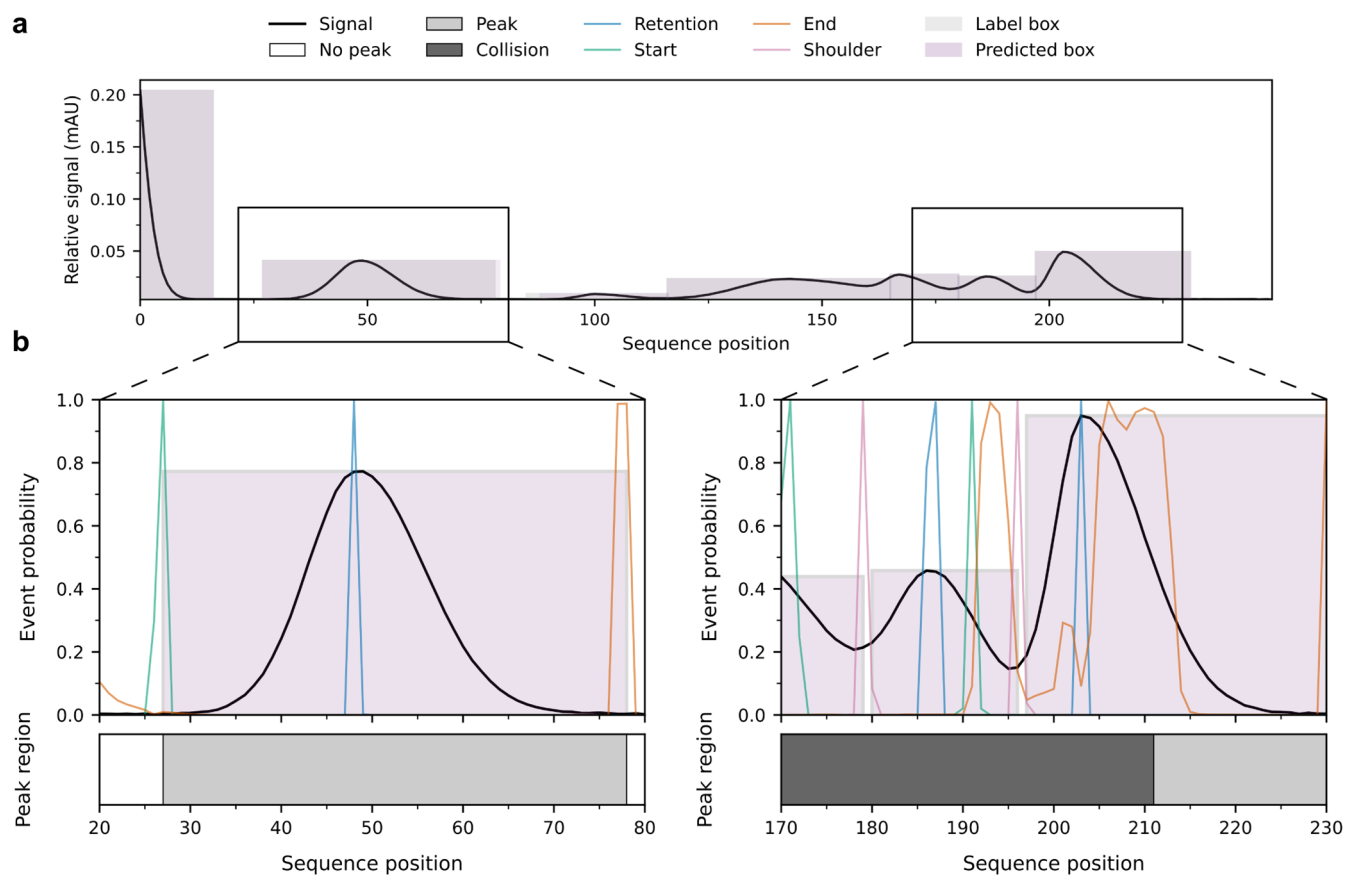 a
Signal Peak Retention End Label box
No peak Collision Start Shoulder Predicted box
Relative signal (mAU)
0.20
0.15
0.10
0.05
0 50 100 150 200
Sequence position
b
Event probability
1.0
0.8
0.6
0.4
0.2
0.0
Peak region
20 30 40 50 60 70 80
Sequence position
Event probability
1.0
0.8
0.6
0.4
0.2
0.0
Peak region
170 180 190 200 210 220 230
Sequence position